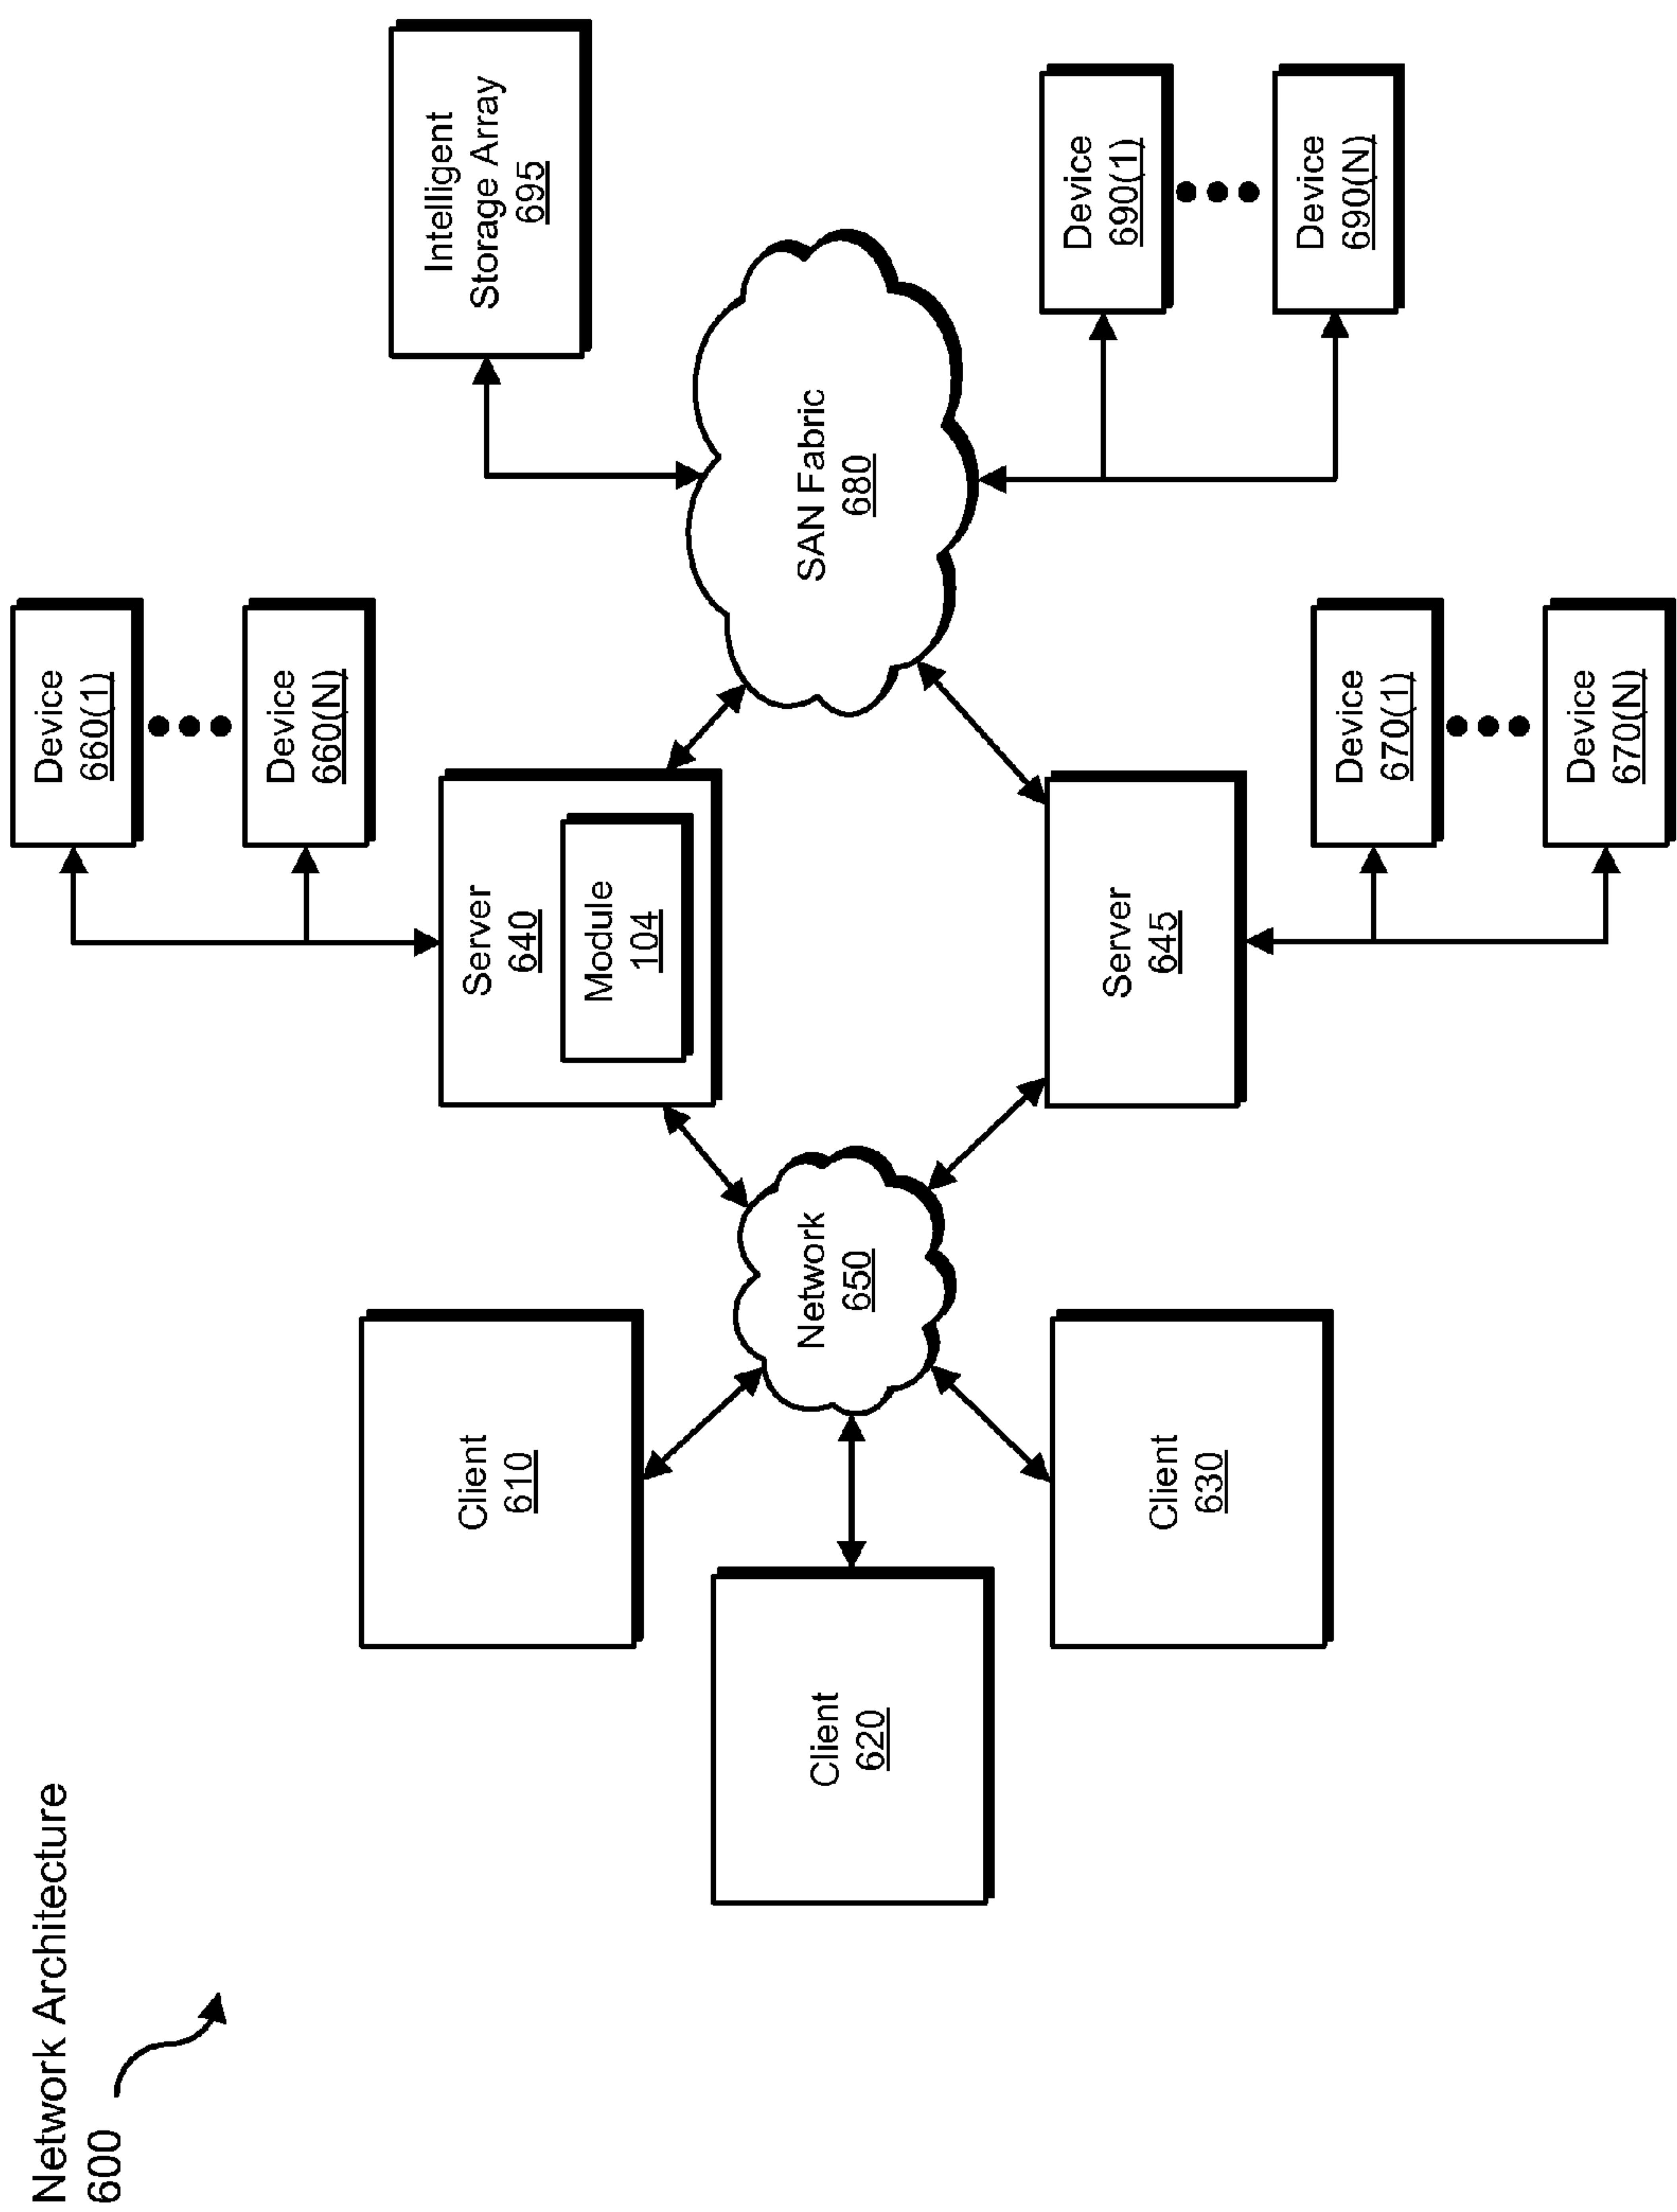 Network Architecture
600
Client
610
Client
620
Client
630
Network
650
Server
640
Module
104
Server
645
Device
660(1)
Device
660(N)
Device
670(1)
Device
670(N)
SAN Fabric
680
Intelligent
Storage Array
695
Device
690(1)
Device
690(N)